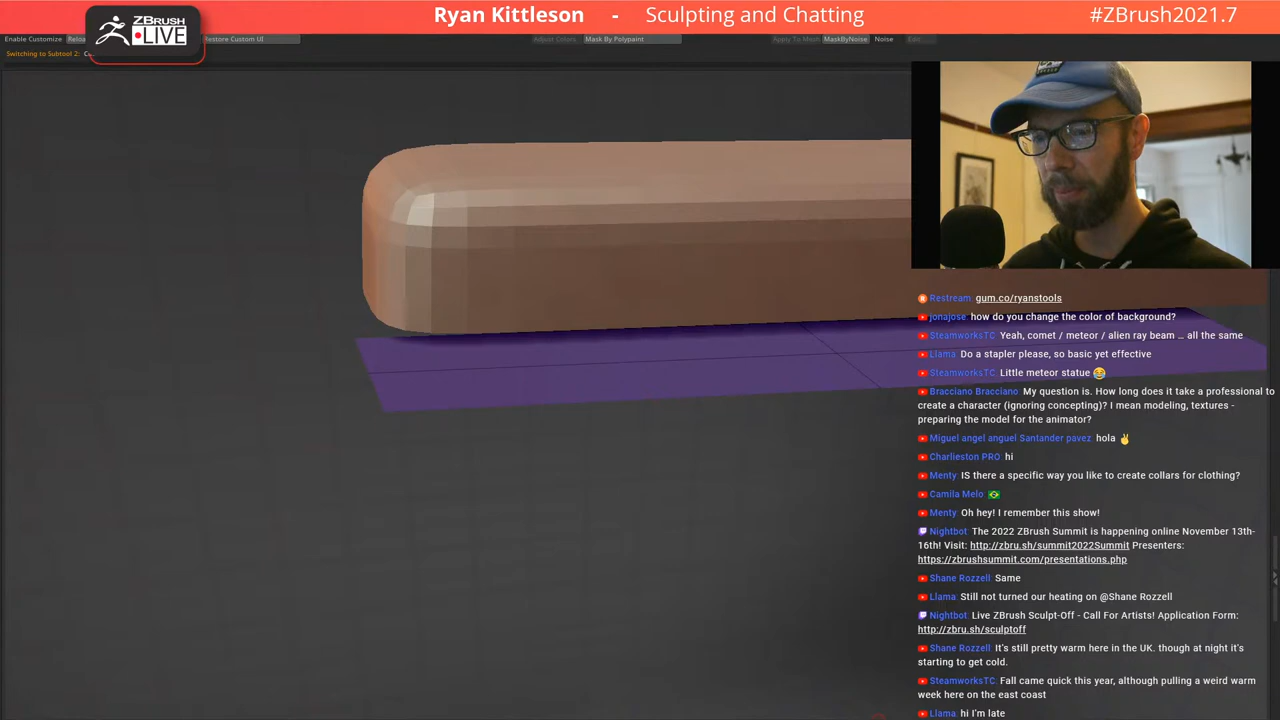 Ryan Kittleson - Sculpting and Chatting #ZBrush2021.7
ZBRUSH
LIVE
Enable Customize Reloa Restore Custom UI Adjust Colors Mask By Polypaint Apply To Mesh MaskByNoise Noise Edit
Switching to Subtool 2: C
Restream: gum.co/ryanstools
jonajose: how do you change the color of background?
SteamworksTC: Yeah, comet / meteor / alien ray beam … all the same
Llama: Do a stapler please, so basic yet effective
SteamworksTC: Little meteor statue 😂
Bracciano Bracciano: My question is. How long does it take a professional to
create a character (ignoring concepting)? I mean modeling, textures -
preparing the model for the animator?
Miguel angel anguel Santander pavez: hola ✌
Charlieston PRO: hi
Menty: IS there a specific way you like to create collars for clothing?
Camila Melo: 🇧🇷
Menty: Oh hey! I remember this show!
Nightbot: The 2022 ZBrush Summit is happening online November 13th-
16th! Visit: http://zbru.sh/summit2022Summit Presenters:
https://zbrushsummit.com/presentations.php
Shane Rozzell: Same
Llama: Still not turned our heating on @Shane Rozzell
Nightbot: Live ZBrush Sculpt-Off - Call For Artists! Application Form:
http://zbru.sh/sculptoff
Shane Rozzell: It's still pretty warm here in the UK. though at night it's
starting to get cold.
SteamworksTC: Fall came quick this year, although pulling a weird warm
week here on the east coast
Llama: hi I'm late